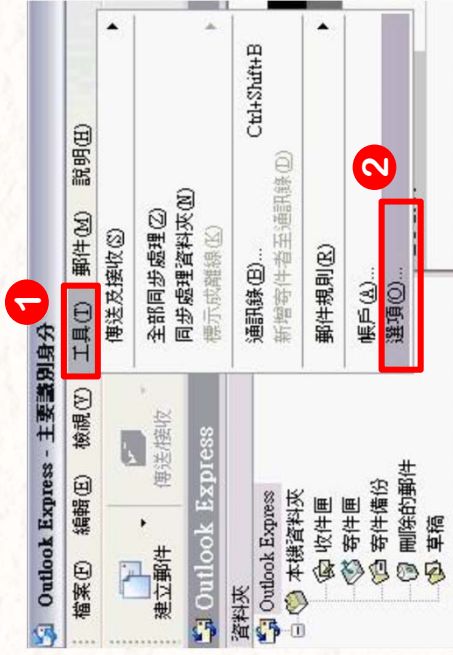 Outlook Express - 主要識別身分
1
檔案(F) 編輯(E) 檢視(V) 工具(T) 郵件(M) 說明(H)
建立郵件
傳送/接收
傳送及接收(S)
全部同步處理(Z)
同步處理資料夾(N)
標示成離線(K)
通訊錄(B)... Ctrl+Shift+B
新增寄件者至通訊錄(D)
郵件規則(R)
帳戶(A)...
選項(O)...
2
Outlook Express
資料夾
Outlook Express
本機資料夾
收件匣
寄件匣
寄件備份
刪除的郵件
草稿